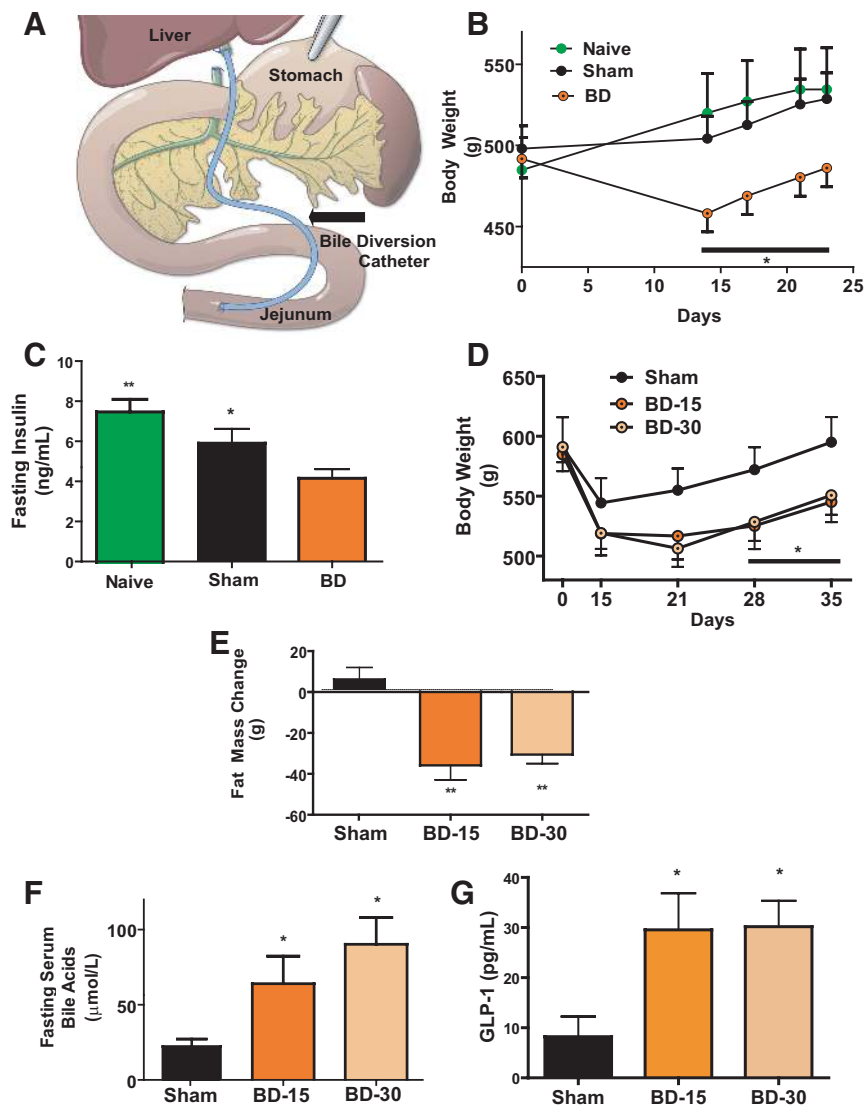 A
Liver
Stomach
Bile Diversion
Catheter
Jejunum
B
Body Weight
(g)
550
500
450
Naive
Sham
BD
*
0
5
10
15
20
25
Days
C
Fasting Insulin
(ng/mL)
10
8
6
4
2
0
**
*
Naive
Sham
BD
D
Body Weight
(g)
650
600
550
500
Sham
BD-15
BD-30
*
0
15
21
28
35
Days
E
Fat Mass Change
(g)
20
0
-20
-40
-60
**
**
Sham
BD-15
BD-30
F
Fasting Serum
Bile Acids
(μmol/L)
100
50
0
*
*
Sham
BD-15
BD-30
G
GLP-1 (pg/mL)
40
30
20
10
0
*
*
Sham
BD-15
BD-30